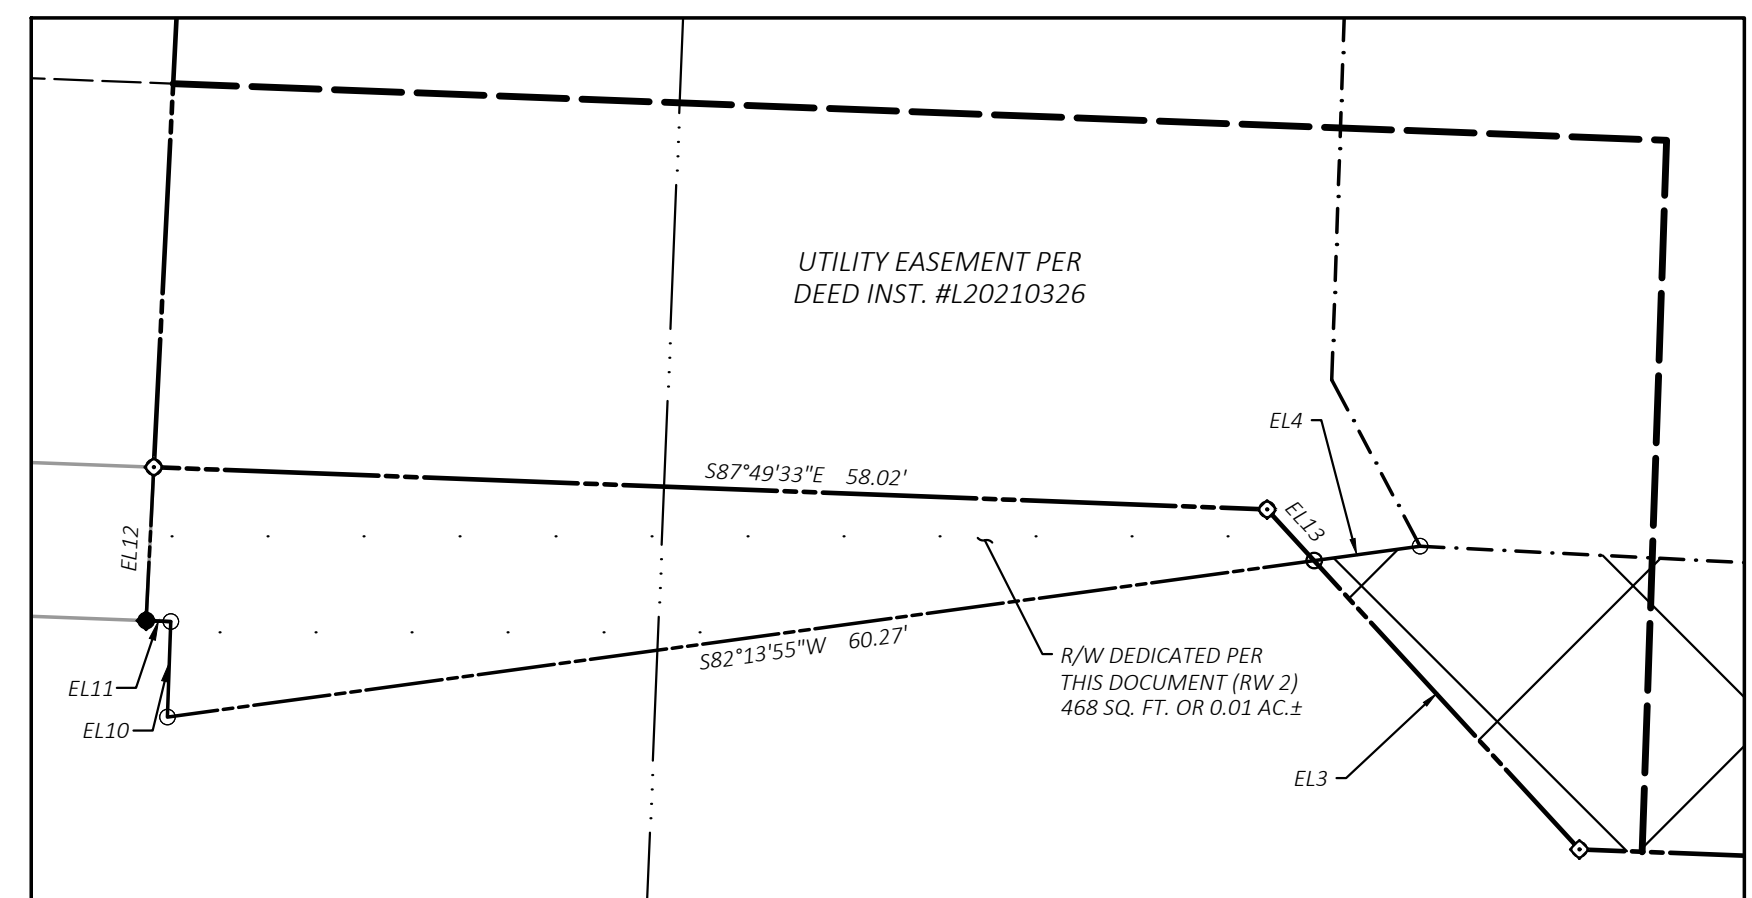 UTILITY EASEMENT PER
DEED INST. #L20210326
EL4
S87°49'33"E 58.02'
EL13
EL12
S82°13'55"W 60.27'
R/W DEDICATED PER
THIS DOCUMENT (RW 2)
468 SQ. FT. OR 0.01 AC.±
EL11
EL10
EL3